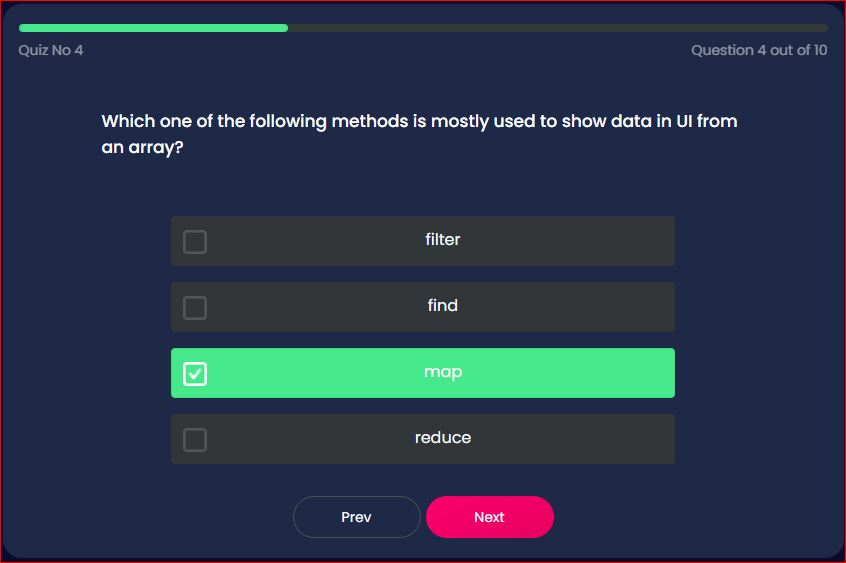 Quiz No 4
Question 4 out of 10
Which one of the following methods is mostly used to show data in UI from
an array?
filter
find
map
reduce
Prev
Next